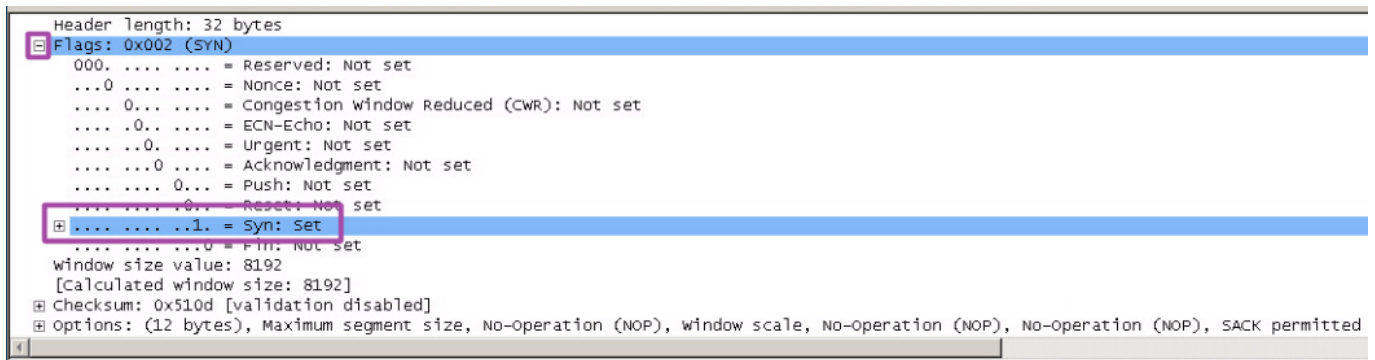 Header length: 32 bytes
Flags: 0x002 (SYN)
000. .... .... = Reserved: Not set
...0 .... .... = Nonce: Not set
.... 0... .... = Congestion Window Reduced (CWR): Not set
.... .0.. .... = ECN-Echo: Not set
.... ..0. .... = Urgent: Not set
.... ...0 .... = Acknowledgment: Not set
.... .... 0... = Push: Not set
.... .... .0.. = Reset: Not set
.... .... ..1. = Syn: Set
.... .... ...0 = Fin: Not set
Window size value: 8192
[Calculated window size: 8192]
Checksum: 0x510d [validation disabled]
Options: (12 bytes), Maximum segment size, No-Operation (NOP), Window scale, No-Operation (NOP), No-Operation (NOP), SACK permitted